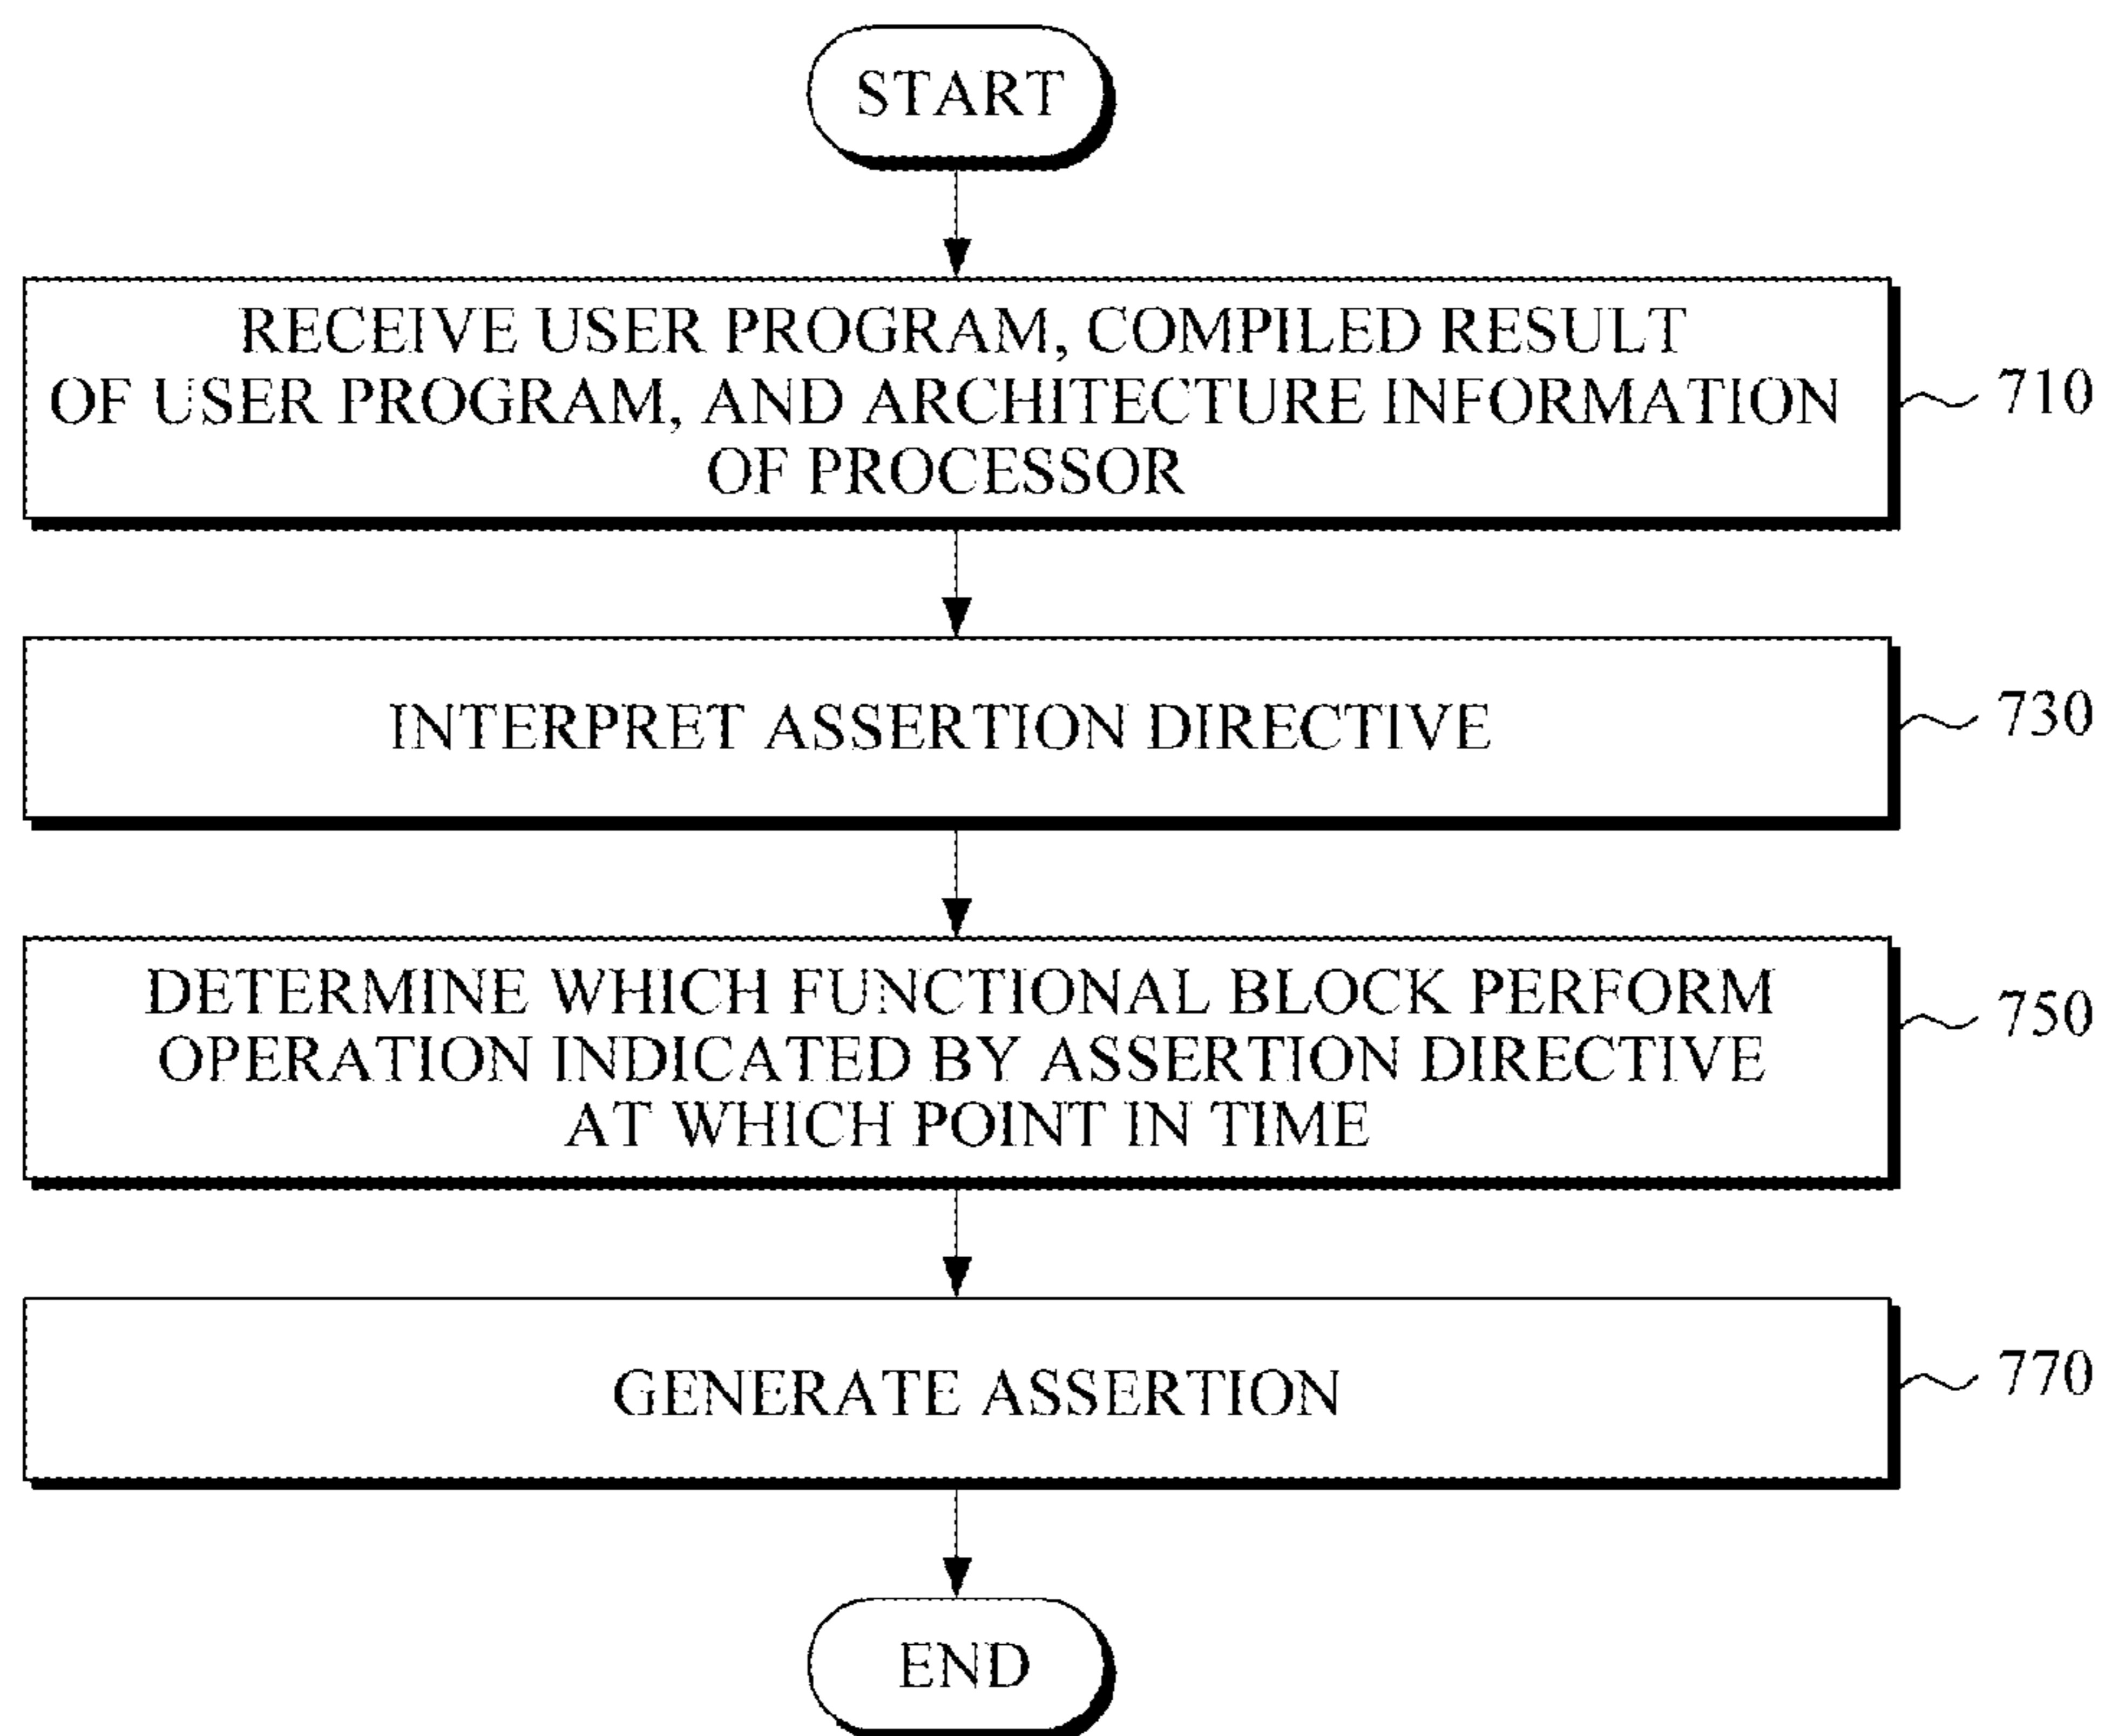 START
RECEIVE USER PROGRAM, COMPILED RESULT
OF USER PROGRAM, AND ARCHITECTURE INFORMATION
OF PROCESSOR
710
INTERPRET ASSERTION DIRECTIVE
730
DETERMINE WHICH FUNCTIONAL BLOCK PERFORM
OPERATION INDICATED BY ASSERTION DIRECTIVE
AT WHICH POINT IN TIME
750
GENERATE ASSERTION
770
END